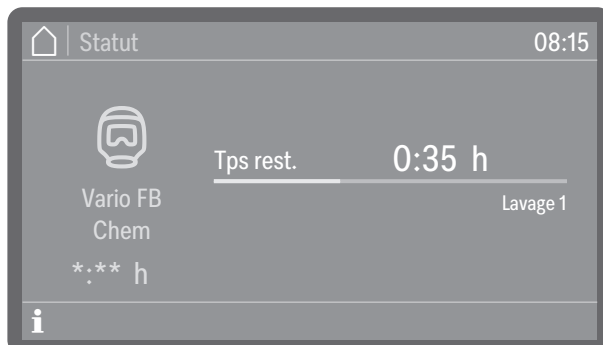 Statut 08:15
Tps rest. 0:35 h
Lavage 1
Vario FB
Chem
*:** h
i